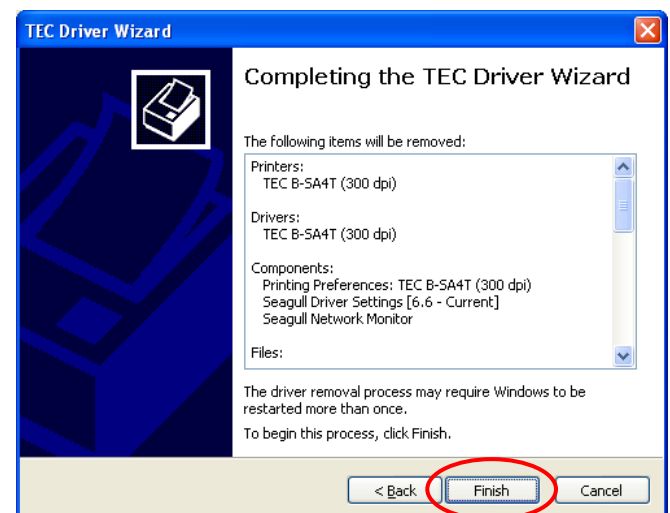 TEC Driver Wizard
Completing the TEC Driver Wizard
The following items will be removed:
Printers:
TEC B-SA4T (300 dpi)
Drivers:
TEC B-SA4T (300 dpi)
Components:
Printing Preferences: TEC B-SA4T (300 dpi)
Seagull Driver Settings [6.6 - Current]
Seagull Network Monitor
Files:
The driver removal process may require Windows to be
restarted more than once.
To begin this process, click Finish.
< Back
Finish
Cancel